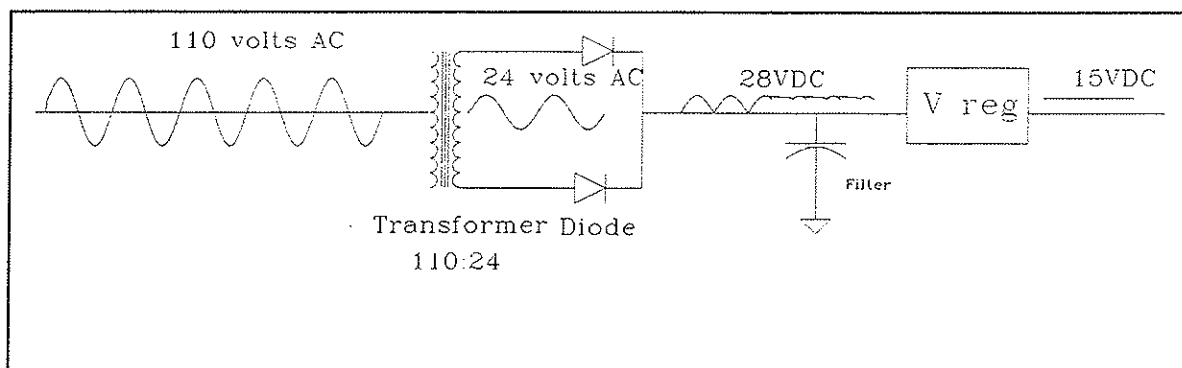 110 volts AC
24 volts AC
28VDC
15VDC
V reg
Filter
Transformer Diode
110:24